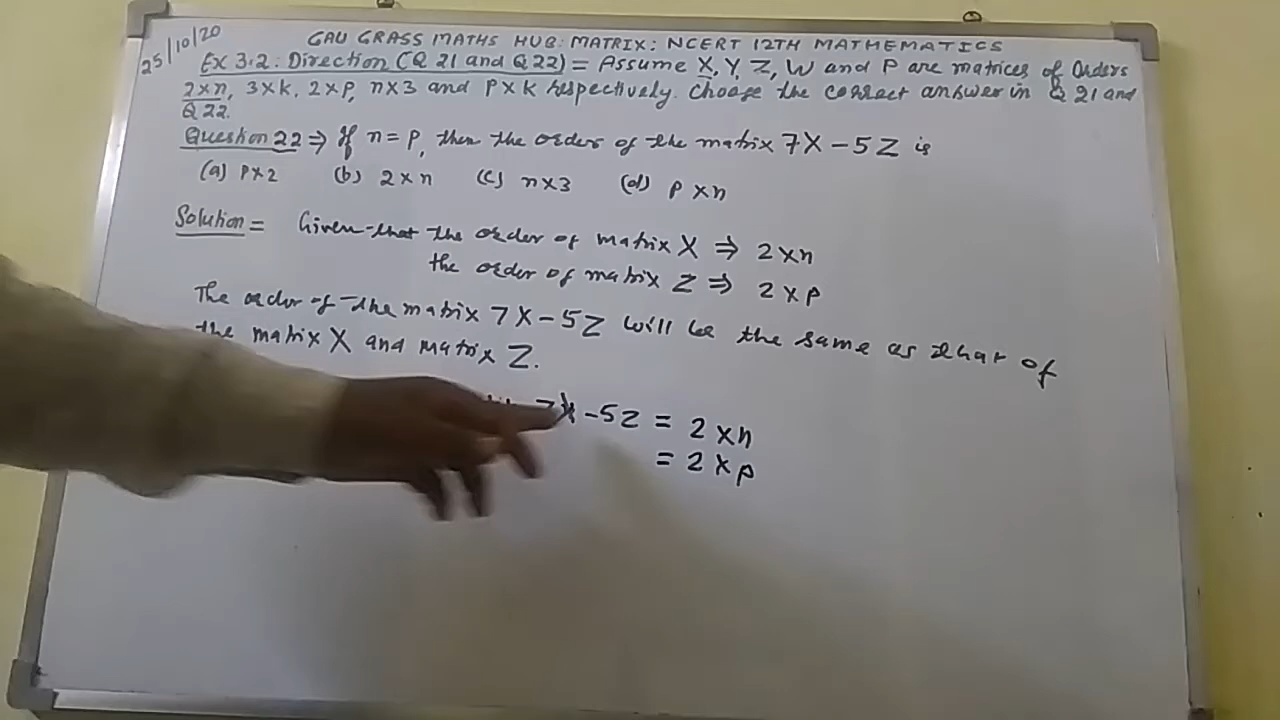 25/10/20
GAU GRASS MATHS HUB: MATRIX: NCERT 12TH MATHEMATICS
Ex 3.2: Direction (Q 21 and Q 22) = Assume X, Y, Z, W and P are matrices of Orders
2×n, 3×k, 2×p, n×3 and P×K respectively. Choose the correct answer in Q 21 and
Q 22.
Question 22 ⇒ If n = p, then the order of the matrix 7X - 5Z is
(a) p×2 (b) 2×n (c) n×3 (d) p×n
Solution = Given that the order of matrix X ⇒ 2×n
the order of matrix Z ⇒ 2×p
The order of the matrix 7X - 5Z will be the same as that of
the matrix X and matrix Z.
7X - 5Z = 2×n
= 2×p